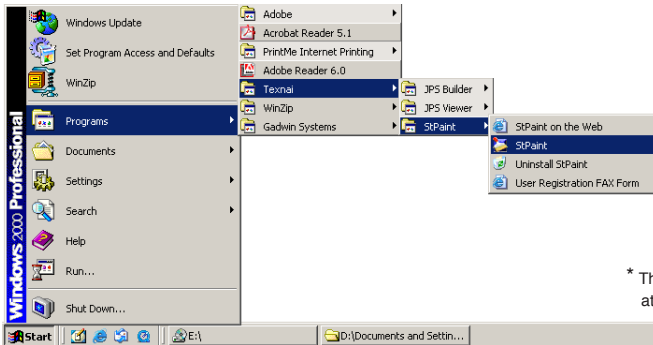 Windows 2000 Professional
Windows Update
Set Program Access and Defaults
WinZip
Programs
Documents
Settings
Search
Help
Run...
Shut Down...
Adobe
Acrobat Reader 5.1
PrintMe Internet Printing
Adobe Reader 6.0
Texnai
WinZip
Gadwin Systems
JPS Builder
JPS Viewer
StPaint
StPaint on the Web
StPaint
Uninstall StPaint
User Registration FAX Form
* Th
at
Start
E:\
D:\Documents and Settin...